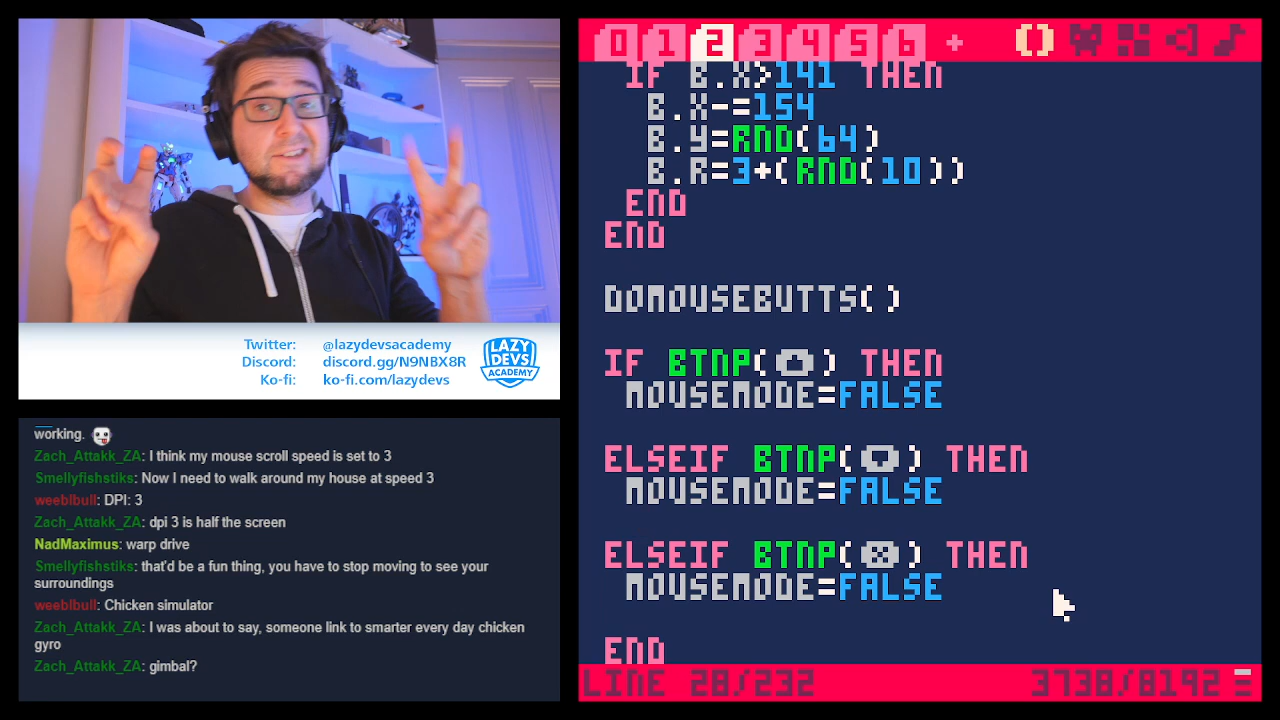 Twitter: @lazydevsacademy
Discord: discord.gg/N9NBX8R
Ko-fi: ko-fi.com/lazydevs
LAZY
DEVS
ACADEMY
working.
Zach_Attakk_ZA: I think my mouse scroll speed is set to 3
Smellyfishstiks: Now I need to walk around my house at speed 3
weeblbull: DPI: 3
Zach_Attakk_ZA: dpi 3 is half the screen
NadMaximus: warp drive
Smellyfishstiks: that'd be a fun thing, you have to stop moving to see your
surroundings
weeblbull: Chicken simulator
Zach_Attakk_ZA: I was about to say, someone link to smarter every day chicken
gyro
Zach_Attakk_ZA: gimbal?
0 1 2 3 4 5 6 + ()
IF B.X>141 THEN
B.X-=154
B.Y=RND(64)
B.R=3+(RND(10))
END
END
DOMOUSEBUTTS()
IF BTNP(⬆️) THEN
MOUSEMODE=FALSE
ELSEIF BTNP(⬇️) THEN
MOUSEMODE=FALSE
ELSEIF BTNP(❎) THEN
MOUSEMODE=FALSE
END
LINE 28/232 3738/8192